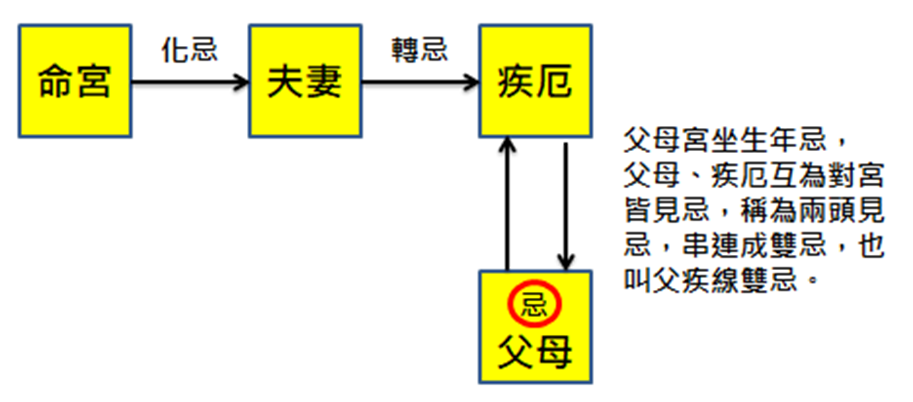 命宮
化忌
夫妻
轉忌
疾厄
父母宮坐生年忌，
父母、疾厄互為對宮
皆見忌，稱為兩頭見
忌，串連成雙忌，也
叫父疾線雙忌。
忌
父母